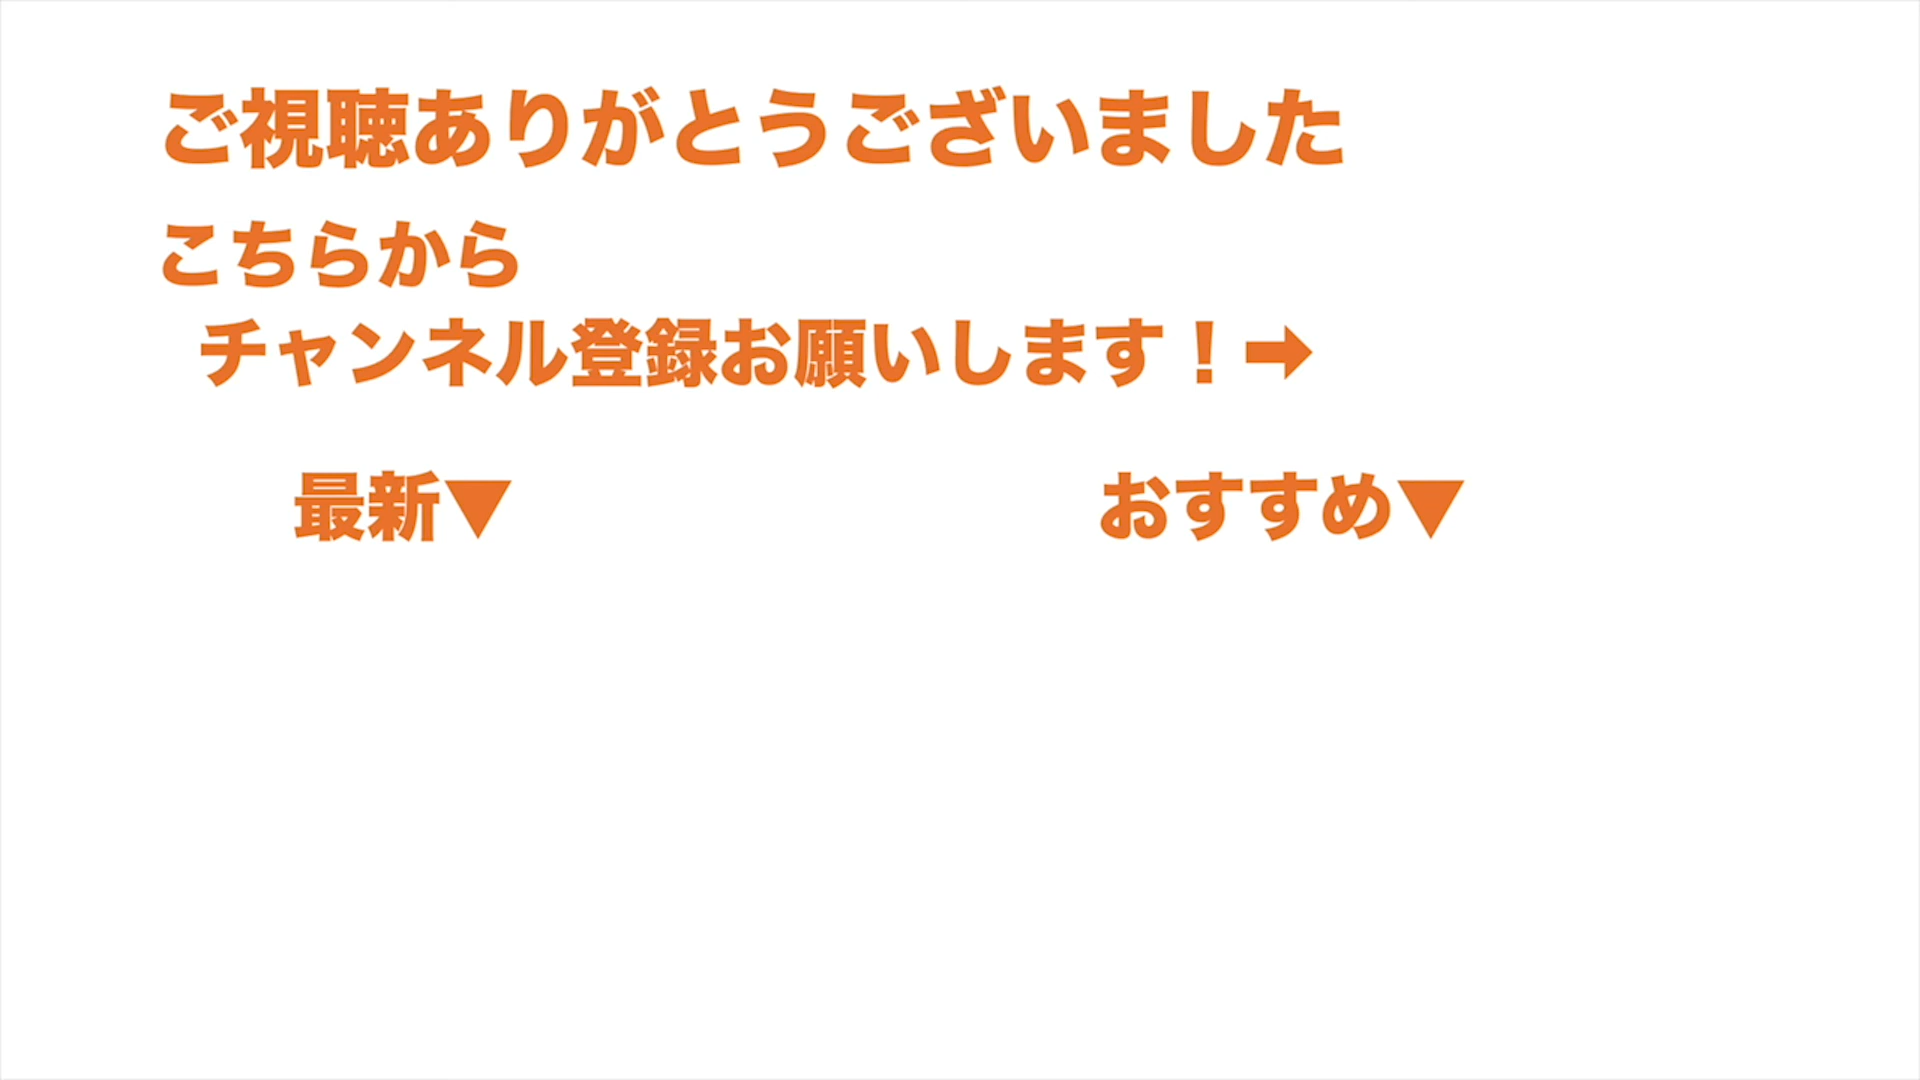 ご視聴ありがとうございました
こちらから
チャンネル登録お願いします！➡
最新▼
おすすめ▼